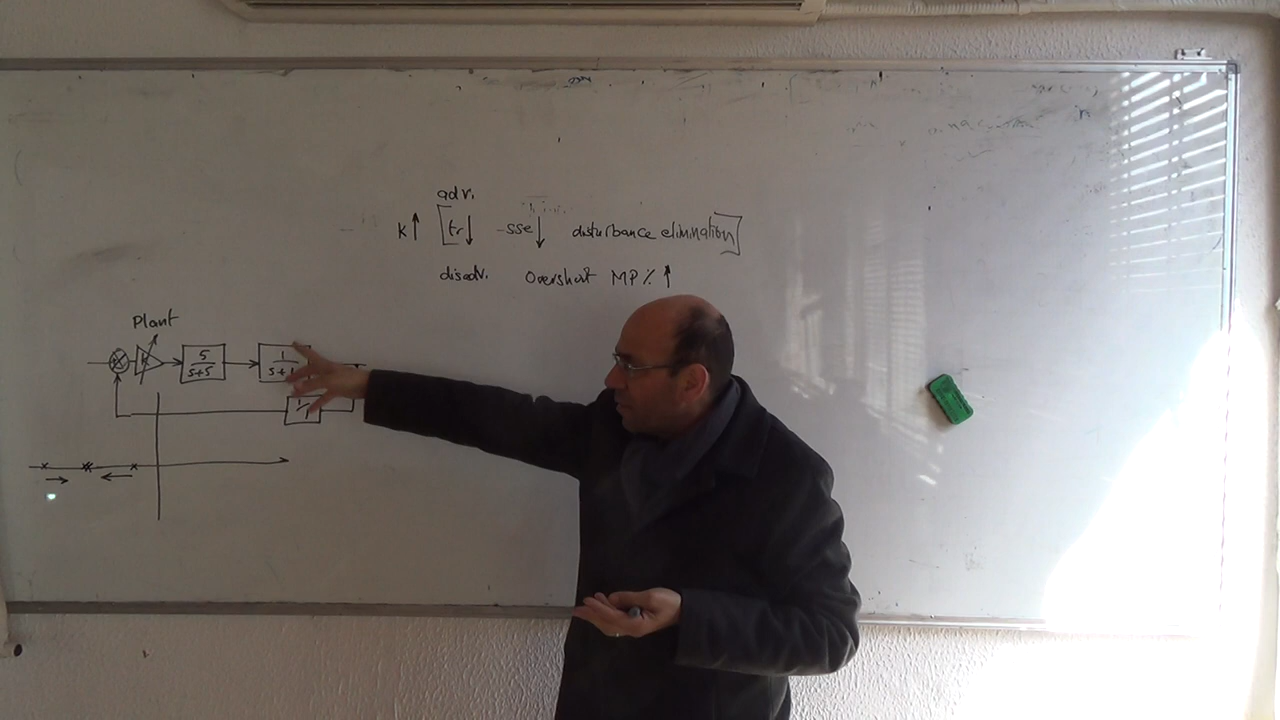 adv.
K↑ [tr↓ -sse↓ disturbance elimination]
disadv. Overshoot MP% ↑
Plant
K 5/s+5 1/s+1